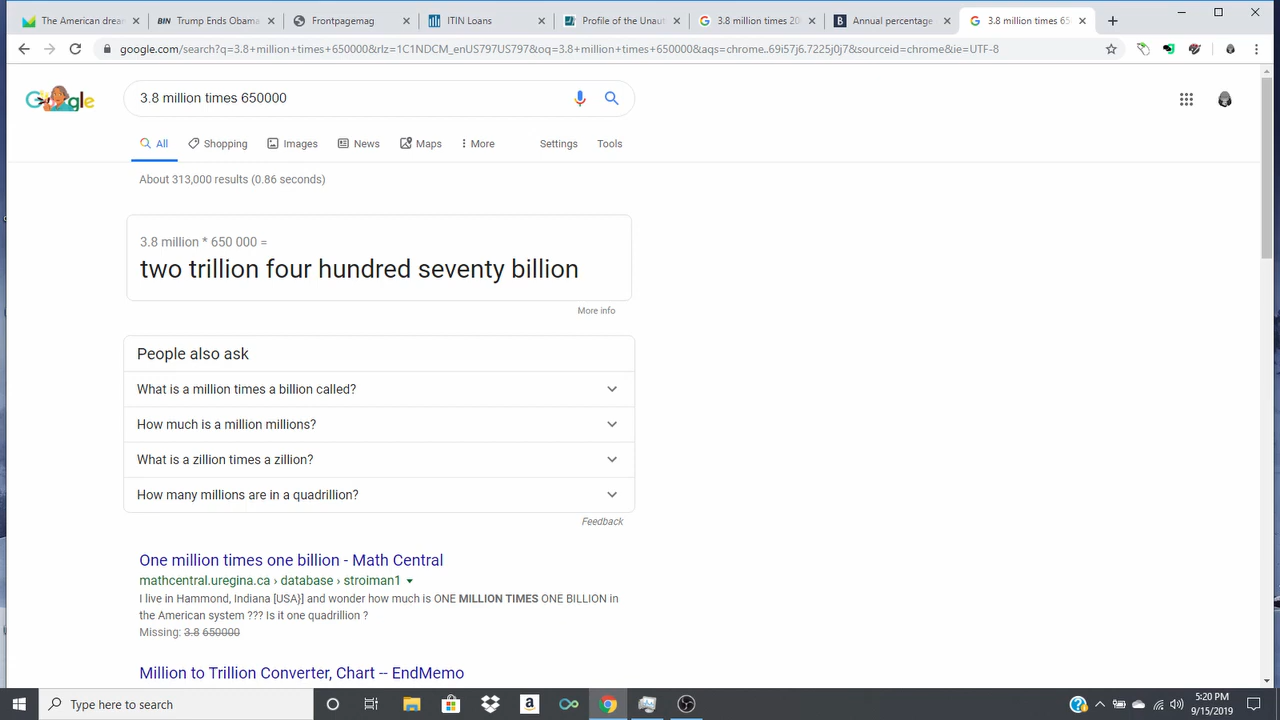 The American dream
BIN Trump Ends Obama
Frontpagemag
ITIN Loans
Profile of the Unaut
3.8 million times 20
Annual percentage
3.8 million times 65
google.com/search?q=3.8+million+times+650000&rlz=1C1NDCM_enUS797US797&oq=3.8+million+times+650000&aqs=chrome..69i57j6.7225j0j7&sourceid=chrome&ie=UTF-8
3.8 million times 650000
All
Shopping
Images
News
Maps
More
Settings
Tools
About 313,000 results (0.86 seconds)
3.8 million * 650 000 =
two trillion four hundred seventy billion
More info
People also ask
What is a million times a billion called?
How much is a million millions?
What is a zillion times a zillion?
How many millions are in a quadrillion?
Feedback
One million times one billion - Math Central
mathcentral.uregina.ca › database › stroiman1
I live in Hammond, Indiana [USA}] and wonder how much is ONE MILLION TIMES ONE BILLION in
the American system ??? Is it one quadrillion ?
Missing: 3.8 650000
Million to Trillion Converter, Chart -- EndMemo
Type here to search
5:20 PM
9/15/2019